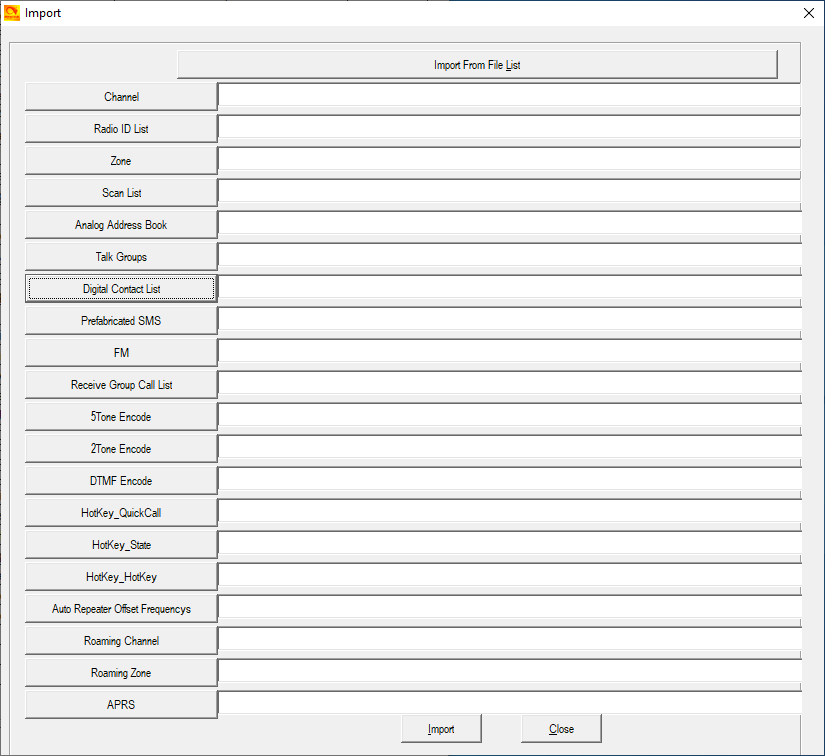 Import
Import From File List
Channel
Radio ID List
Zone
Scan List
Analog Address Book
Talk Groups
Digital Contact List
Prefabricated SMS
FM
Receive Group Call List
5Tone Encode
2Tone Encode
DTMF Encode
HotKey_QuickCall
HotKey_State
HotKey_HotKey
Auto Repeater Offset Frequencys
Roaming Channel
Roaming Zone
APRS
Import Close